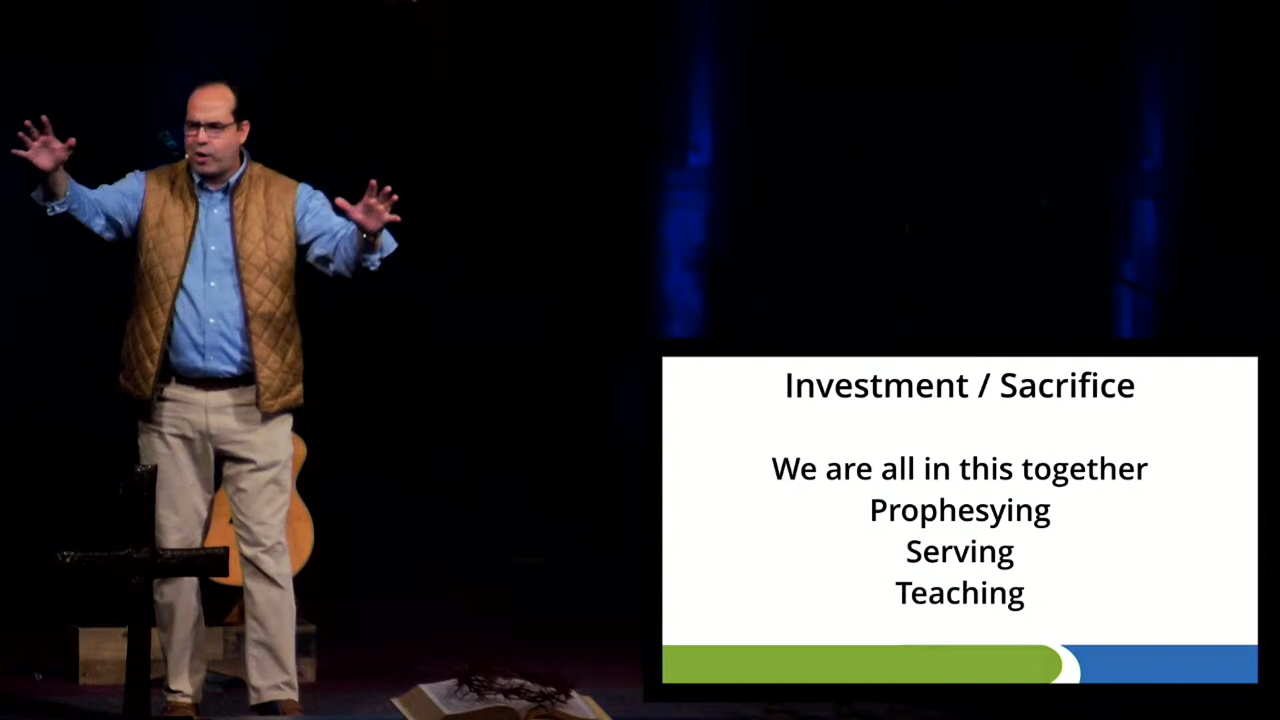 Investment / Sacrifice
We are all in this together
Prophesying
Serving
Teaching